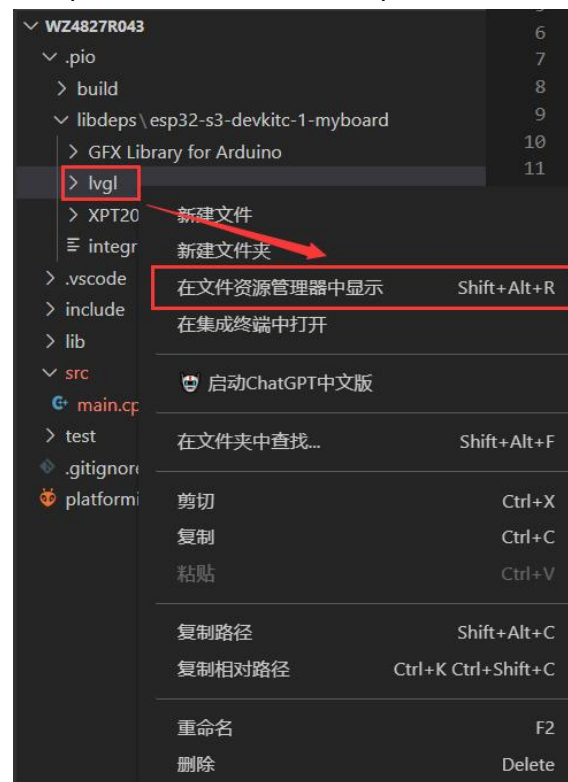 WZ4827R043
.pio
build
libdeps\esp32-s3-devkitc-1-myboard
GFX Library for Arduino
lvgl
XPT20
integr
.vscode
include
lib
src
main.cp
test
.gitignor
platformi
6
7
8
9
10
11
新建文件
新建文件夹
在文件资源管理器中显示 Shift+Alt+R
在集成终端中打开
启动ChatGPT中文版
在文件夹中查找... Shift+Alt+F
剪切 Ctrl+X
复制 Ctrl+C
粘贴 Ctrl+V
复制路径 Shift+Alt+C
复制相对路径 Ctrl+K Ctrl+Shift+C
重命名 F2
删除 Delete